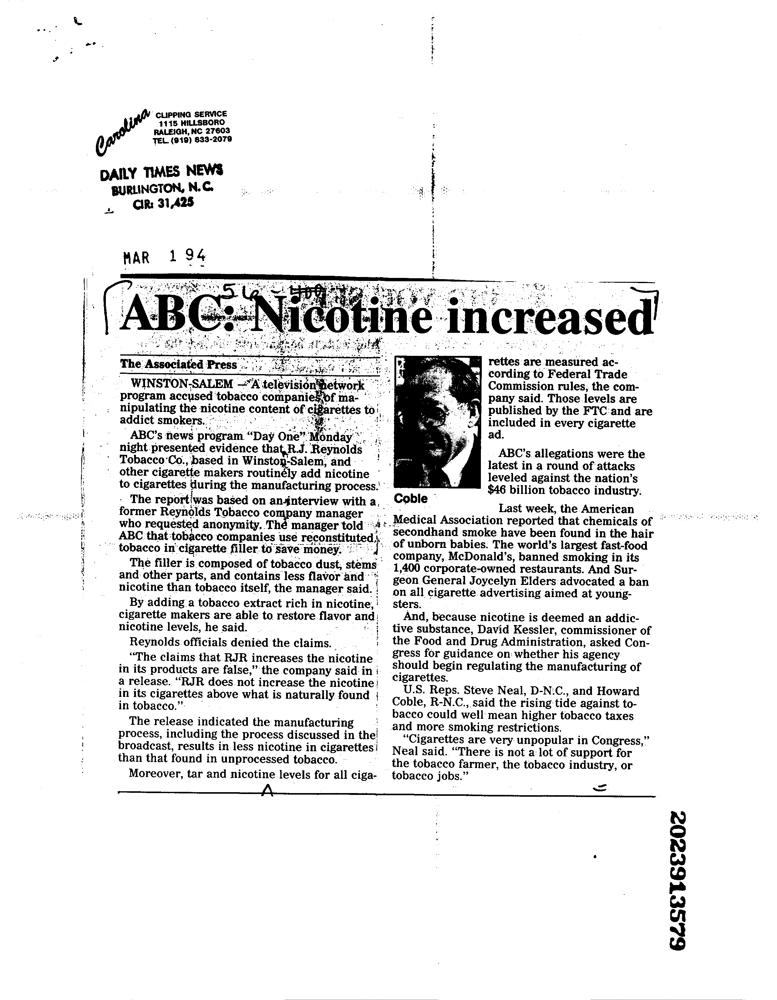 Carolina
CLIPPING SERVICE
1115 HILLSBORO
RALEIGH, NC 27603
TEL. (919) 833-2079
DAILY TIMES NEWS
BURLINGTON, N.C.
CIR: 31,425
MAR 1 94
56
ABC: Nicotine increased
The Associated Press
WINSTON-SALEM — A television network
program accused tobacco companies of ma-
nipulating the nicotine content of cigarettes to
addict smokers.
ABC's news program "Day One" Monday
night presented evidence that R.J. Reynolds
Tobacco Co., based in Winston-Salem, and
other cigarette makers routinely add nicotine
to cigarettes during the manufacturing process.
The report was based on an interview with a
former Reynolds Tobacco company manager
who requested anonymity. The manager told
ABC that tobacco companies use reconstituted
tobacco in cigarette filler to save money.
The filler is composed of tobacco dust, stems
and other parts, and contains less flavor and
nicotine than tobacco itself, the manager said.
By adding a tobacco extract rich in nicotine,
cigarette makers are able to restore flavor and
nicotine levels, he said.
Reynolds officials denied the claims.
"The claims that RJR increases the nicotine
in its products are false," the company said in
a release. "RJR does not increase the nicotine
in its cigarettes above what is naturally found
in tobacco."
The release indicated the manufacturing
process, including the process discussed in the
broadcast, results in less nicotine in cigarettes
than that found in unprocessed tobacco.
Moreover, tar and nicotine levels for all ciga-
rettes are measured ac-
cording to Federal Trade
Commission rules, the com-
pany said. Those levels are
published by the FTC and are
included in every cigarette
ad.
ABC's allegations were the
latest in a round of attacks
leveled against the nation's
$46 billion tobacco industry.
Coble
Last week, the American
Medical Association reported that chemicals of
secondhand smoke have been found in the hair
of unborn babies. The world's largest fast-food
company, McDonald's, banned smoking in its
1,400 corporate-owned restaurants. And Sur-
geon General Joycelyn Elders advocated a ban
on all cigarette advertising aimed at young-
sters.
And, because nicotine is deemed an addic-
tive substance, David Kessler, commissioner of
the Food and Drug Administration, asked Con-
gress for guidance on whether his agency
should begin regulating the manufacturing of
cigarettes.
U.S. Reps. Steve Neal, D-N.C., and Howard
Coble, R-N.C., said the rising tide against to-
bacco could well mean higher tobacco taxes
and more smoking restrictions.
"Cigarettes are very unpopular in Congress,"
Neal said. "There is not a lot of support for
the tobacco farmer, the tobacco industry, or
tobacco jobs."
2023913579